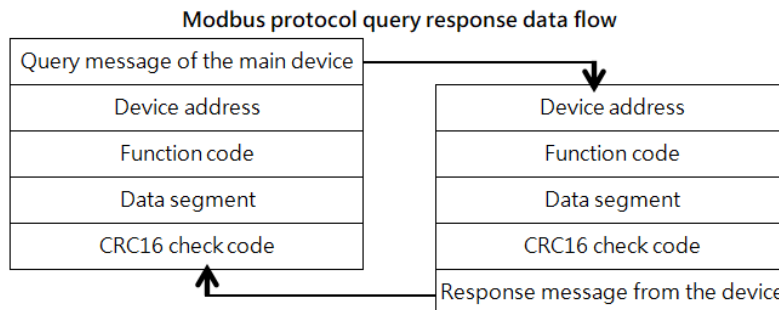 Modbus protocol query response data flow
Query message of the main device
Device address
Function code
Data segment
CRC16 check code
Device address
Function code
Data segment
CRC16 check code
Response message from the device